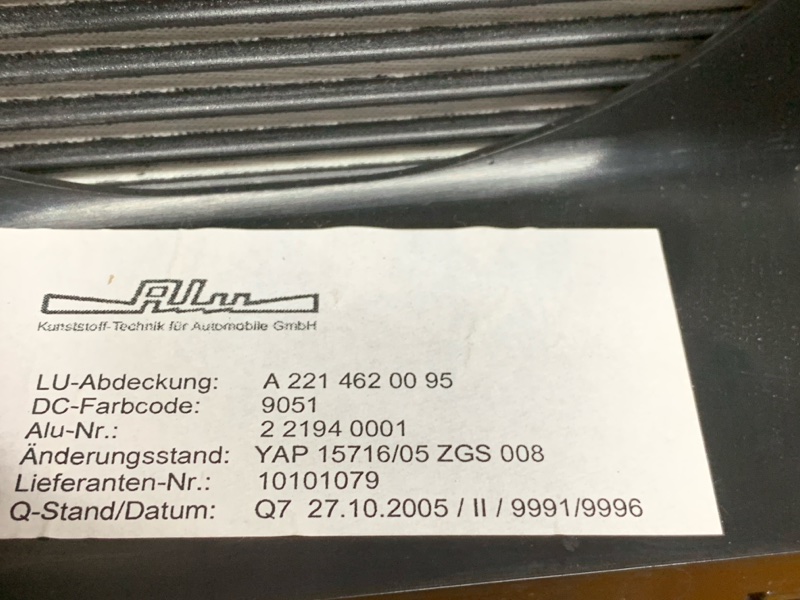 Alu
Kunststoff-Technik für Automobile GmbH
LU-Abdeckung: A 221 462 00 95
DC-Farbcode: 9051
Alu-Nr.: 2 2194 0001
Änderungsstand: YAP 15716/05 ZGS 008
Lieferanten-Nr.: 10101079
Q-Stand/Datum: Q7 27.10.2005 / II / 9991/9996